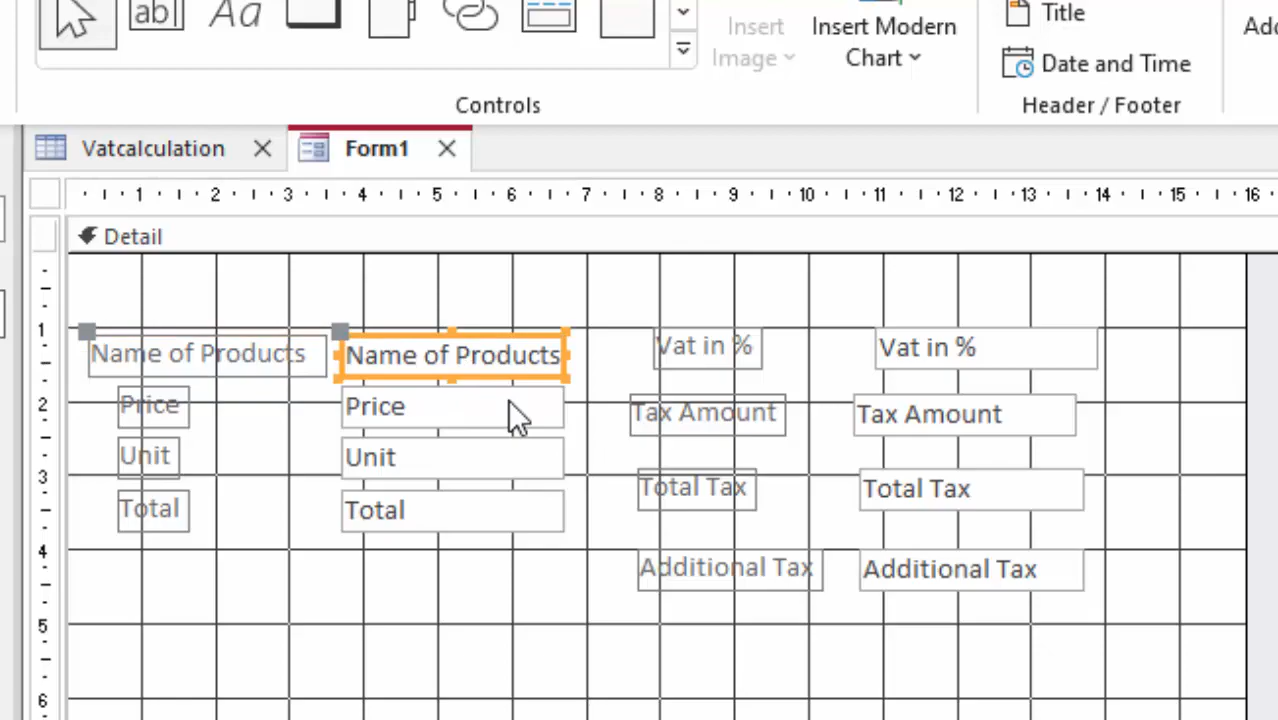 ab|
Aa
Insert
Image
Insert Modern
Chart
Title
Date and Time
Controls
Header / Footer
Vatcalculation
Form1
1 2 3 4 5 6 7 8 9 10 11 12 13 14 15 16
Detail
1
Name of Products Name of Products Vat in % Vat in %
2
Price Price Tax Amount Tax Amount
Unit Unit
3
Total Tax Total Tax
Total Total
4
Additional Tax Additional Tax
5
6